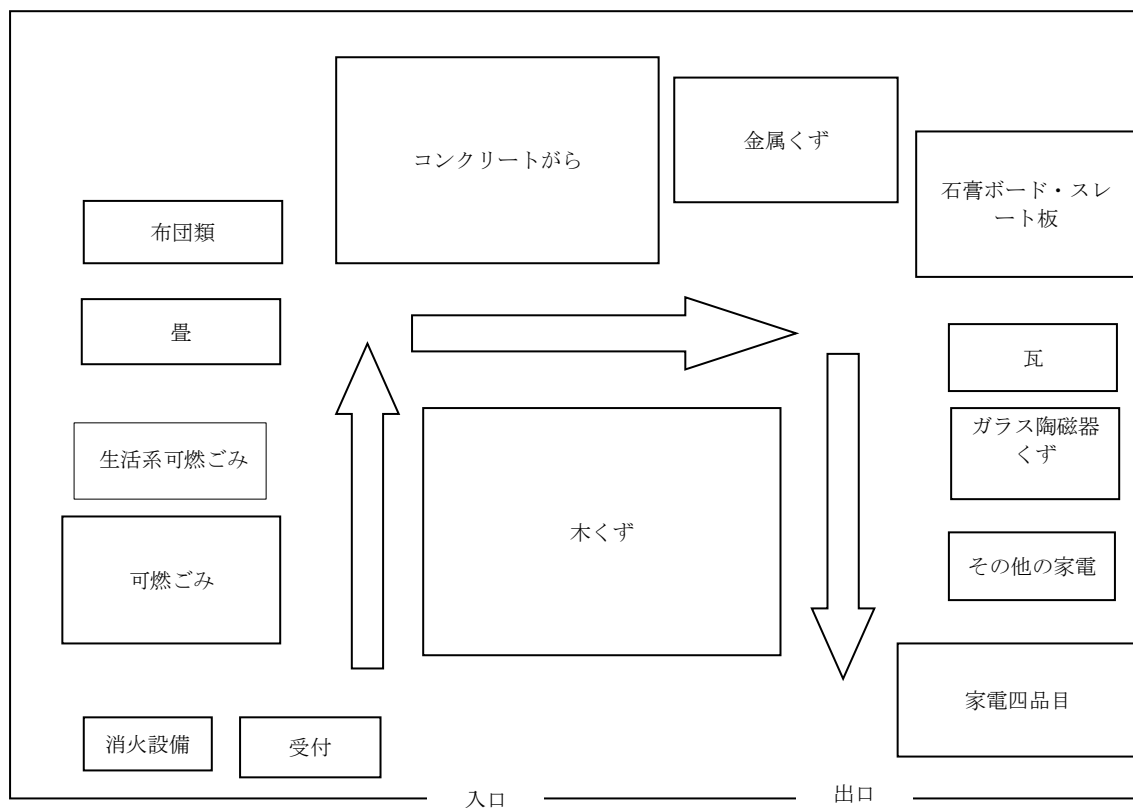 コンクリートがら
金属くず
石膏ボード・スレ
ート板
布団類
畳
瓦
生活系可燃ごみ
ガラス陶磁器
くず
木くず
可燃ごみ
その他の家電
家電四品目
消火設備
受付
入口
出口